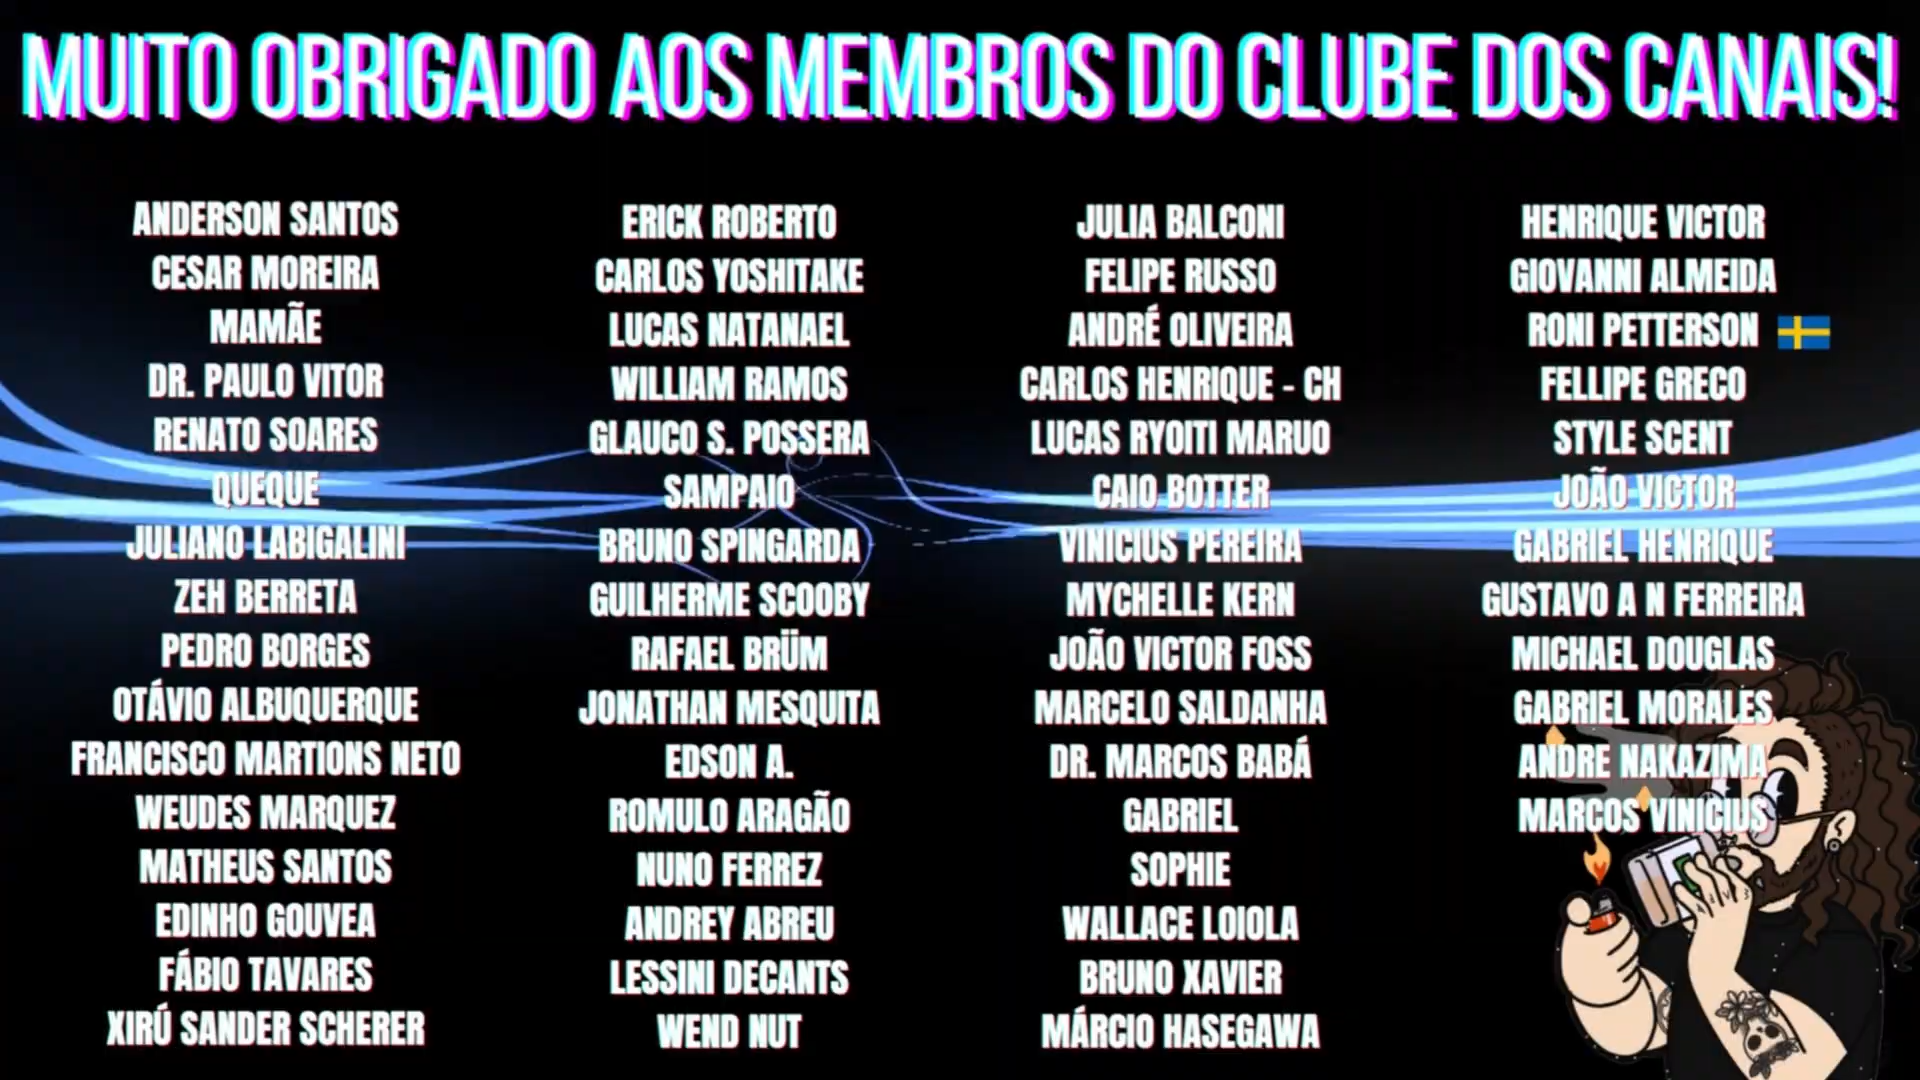 MUITO OBRIGADO AOS MEMBROS DO CLUBE DOS CANAIS!
ANDERSON SANTOS
CESAR MOREIRA
MAMÃE
DR. PAULO VITOR
RENATO SOARES
QUEQUE
JULIANO LABIGALINI
ZEH BERRETA
PEDRO BORGES
OTÁVIO ALBUQUERQUE
FRANCISCO MARTIONS NETO
WEUDES MARQUEZ
MATHEUS SANTOS
EDINHO GOUVEA
FÁBIO TAVARES
XIRÚ SANDER SCHERER
ERICK ROBERTO
CARLOS YOSHITAKE
LUCAS NATANAEL
WILLIAM RAMOS
GLAUCO S. POSSERA
SAMPAIO
BRUNO SPINGARDA
GUILHERME SCOOBY
RAFAEL BRÜM
JONATHAN MESQUITA
EDSON A.
ROMULO ARAGÃO
NUNO FERREZ
ANDREY ABREU
LESSINI DECANTS
WEND NUT
JULIA BALCONI
FELIPE RUSSO
ANDRÉ OLIVEIRA
CARLOS HENRIQUE - CH
LUCAS RYOITI MARUO
CAIO BOTTER
VINICIUS PEREIRA
MYCHELLE KERN
JOÃO VICTOR FOSS
MARCELO SALDANHA
DR. MARCOS BABÁ
GABRIEL
SOPHIE
WALLACE LOIOLA
BRUNO XAVIER
MÁRCIO HASEGAWA
HENRIQUE VICTOR
GIOVANNI ALMEIDA
RONI PETTERSON
FELLIPE GRECO
STYLE SCENT
JOÃO VICTOR
GABRIEL HENRIQUE
GUSTAVO A N FERREIRA
MICHAEL DOUGLAS
GABRIEL MORALES
ANDRE NAKAZIMA
MARCOS VINICIUS